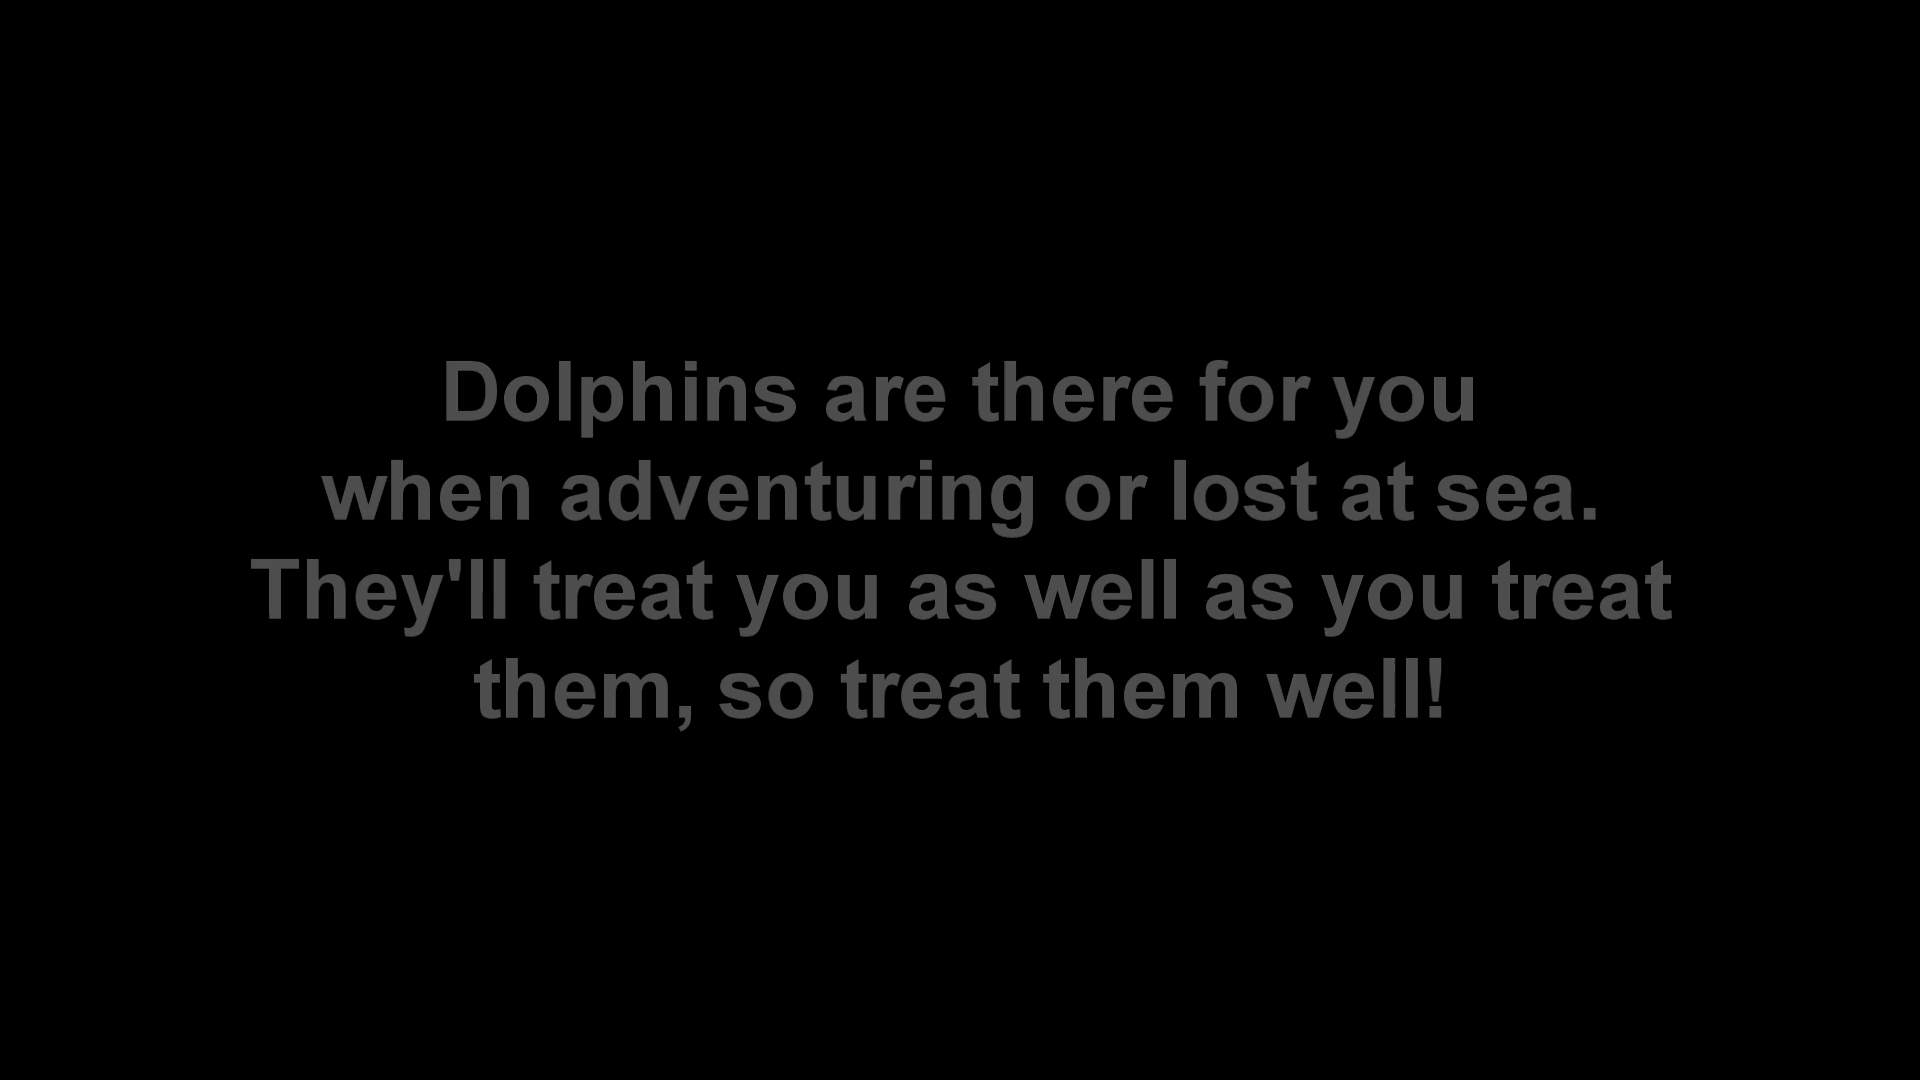 Dolphins are there for you
when adventuring or lost at sea.
They'll treat you as well as you treat
them, so treat them well!